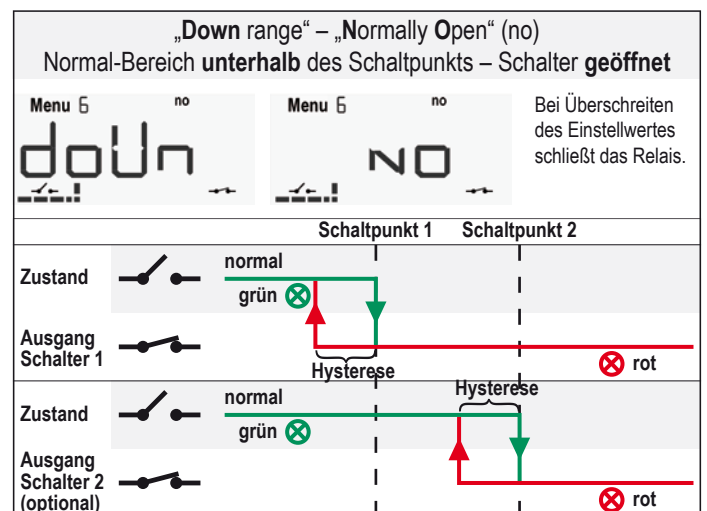 „Down range“ – „Normally Open“ (no)
Normal-Bereich unterhalb des Schaltpunkts – Schalter geöffnet
Menu 6 no
doUn
Menu 6 no
NO
Bei Überschreiten
des Einstellwertes
schließt das Relais.
Schaltpunkt 1 Schaltpunkt 2
Zustand
normal
grün
Ausgang
Schalter 1
Hysterese
rot
Zustand
normal
grün
Hysterese
Ausgang
Schalter 2
(optional)
rot